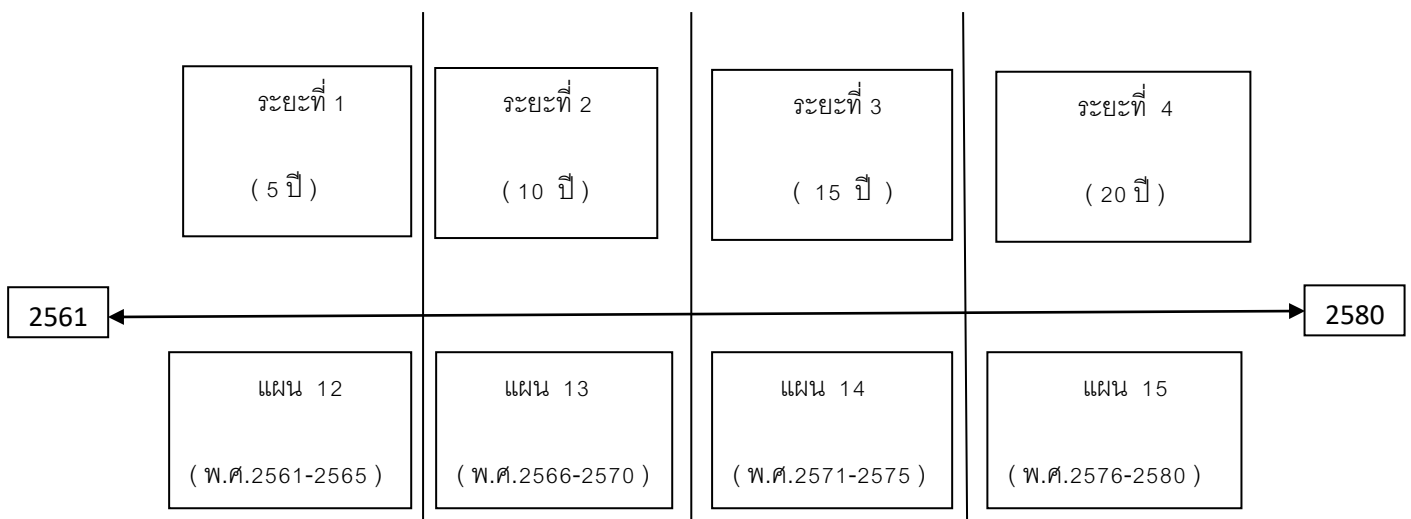 ระยะที่ 1
( 5 ปี )
ระยะที่ 2
( 10 ปี )
ระยะที่ 3
( 15 ปี )
ระยะที่ 4
( 20 ปี )
2561
2580
แผน 12
( พ.ศ.2561-2565 )
แผน 13
( พ.ศ.2566-2570 )
แผน 14
( พ.ศ.2571-2575 )
แผน 15
( พ.ศ.2576-2580 )